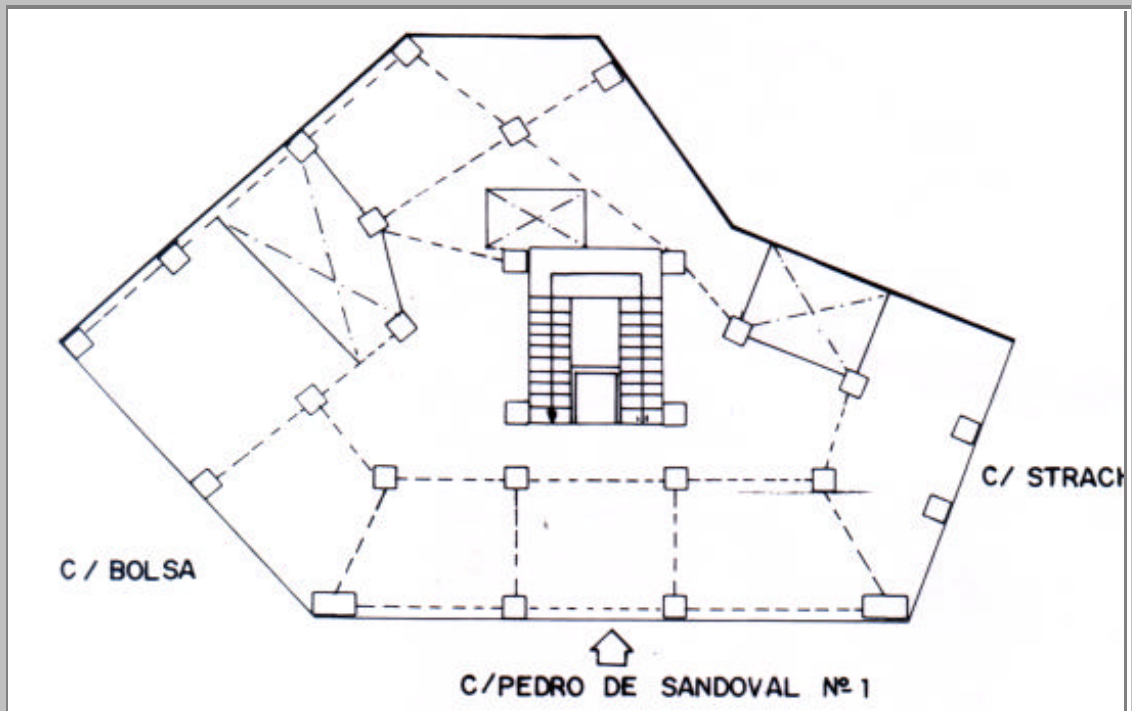 C/ STRACH
C/ BOLSA
C/PEDRO DE SANDOVAL Nº 1